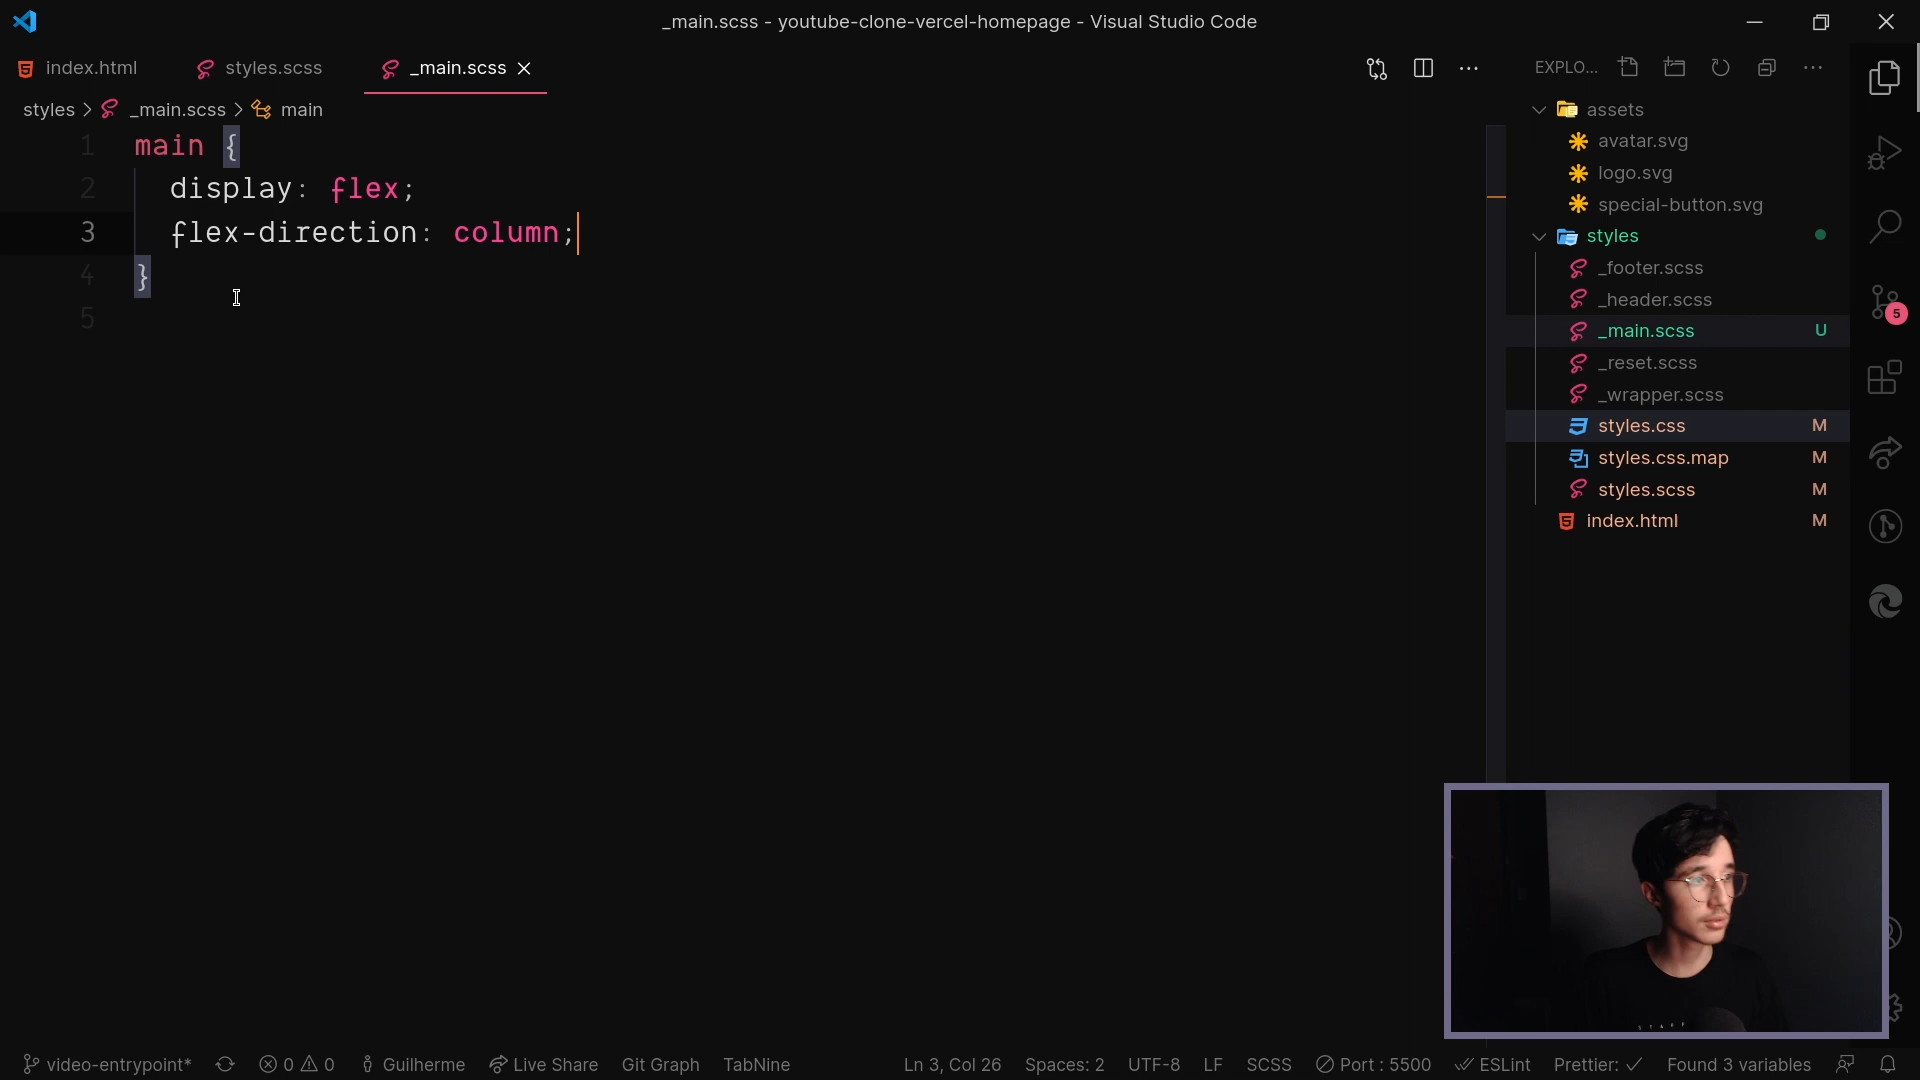 _main.scss - youtube-clone-vercel-homepage - Visual Studio Code
index.html
styles.scss
_main.scss
EXPLO...
styles > _main.scss > main
1 main {
2 display: flex;
3 flex-direction: column;
4 }
5
assets
avatar.svg
logo.svg
special-button.svg
styles
_footer.scss
_header.scss
_main.scss U
_reset.scss
_wrapper.scss
styles.css M
styles.css.map M
styles.scss M
index.html M
5
video-entrypoint* 0 0 Guilherme Live Share Git Graph TabNine Ln 3, Col 26 Spaces: 2 UTF-8 LF SCSS Port : 5500 ESLint Prettier: Found 3 variables